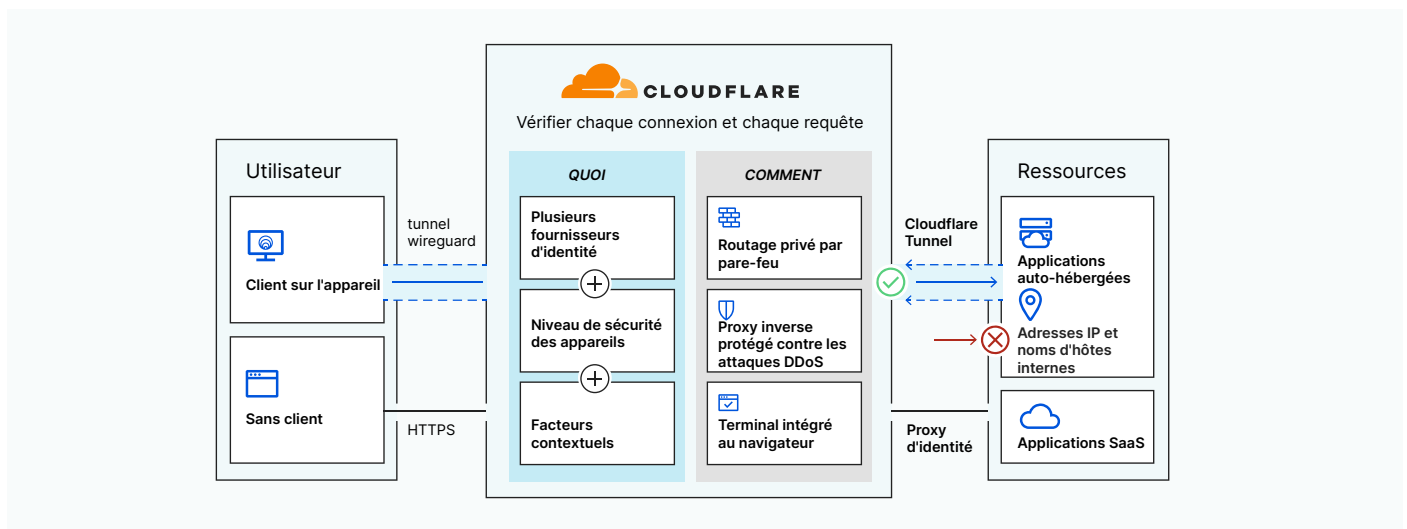 CLOUDFLARE
Vérifier chaque connexion et chaque requête
Utilisateur
Client sur l'appareil
Sans client
tunnel
wireguard
HTTPS
QUOI
Plusieurs
fournisseurs
d'identité
Niveau de sécurité
des appareils
Facteurs
contextuels
COMMENT
Routage privé par
pare-feu
Proxy inverse
protégé contre les
attaques DDoS
Terminal intégré
au navigateur
Cloudflare
Tunnel
Proxy
d'identité
Ressources
Applications
auto-hébergées
Adresses IP et
noms d'hôtes
internes
Applications SaaS